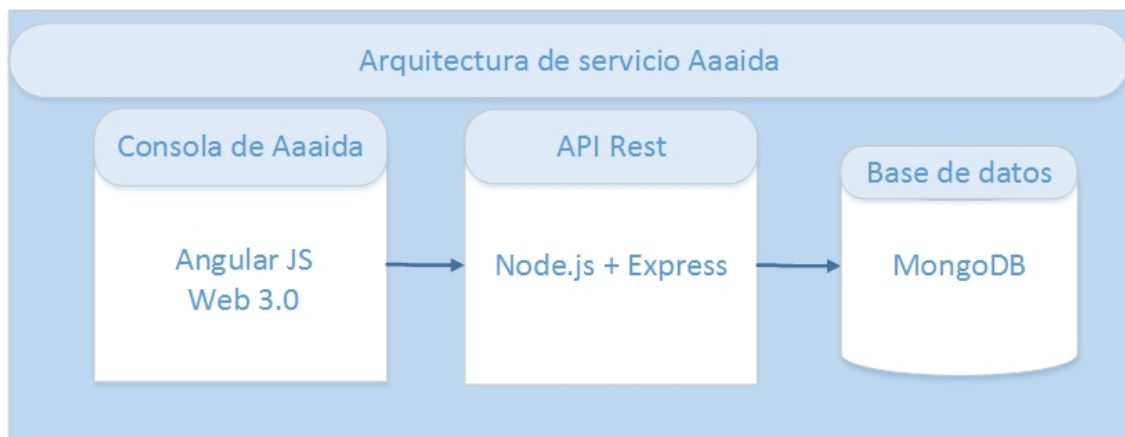 Arquitectura de servicio Aaaida
Consola de Aaaida
API Rest
Base de datos
Angular JS
Web 3.0
Node.js + Express
MongoDB